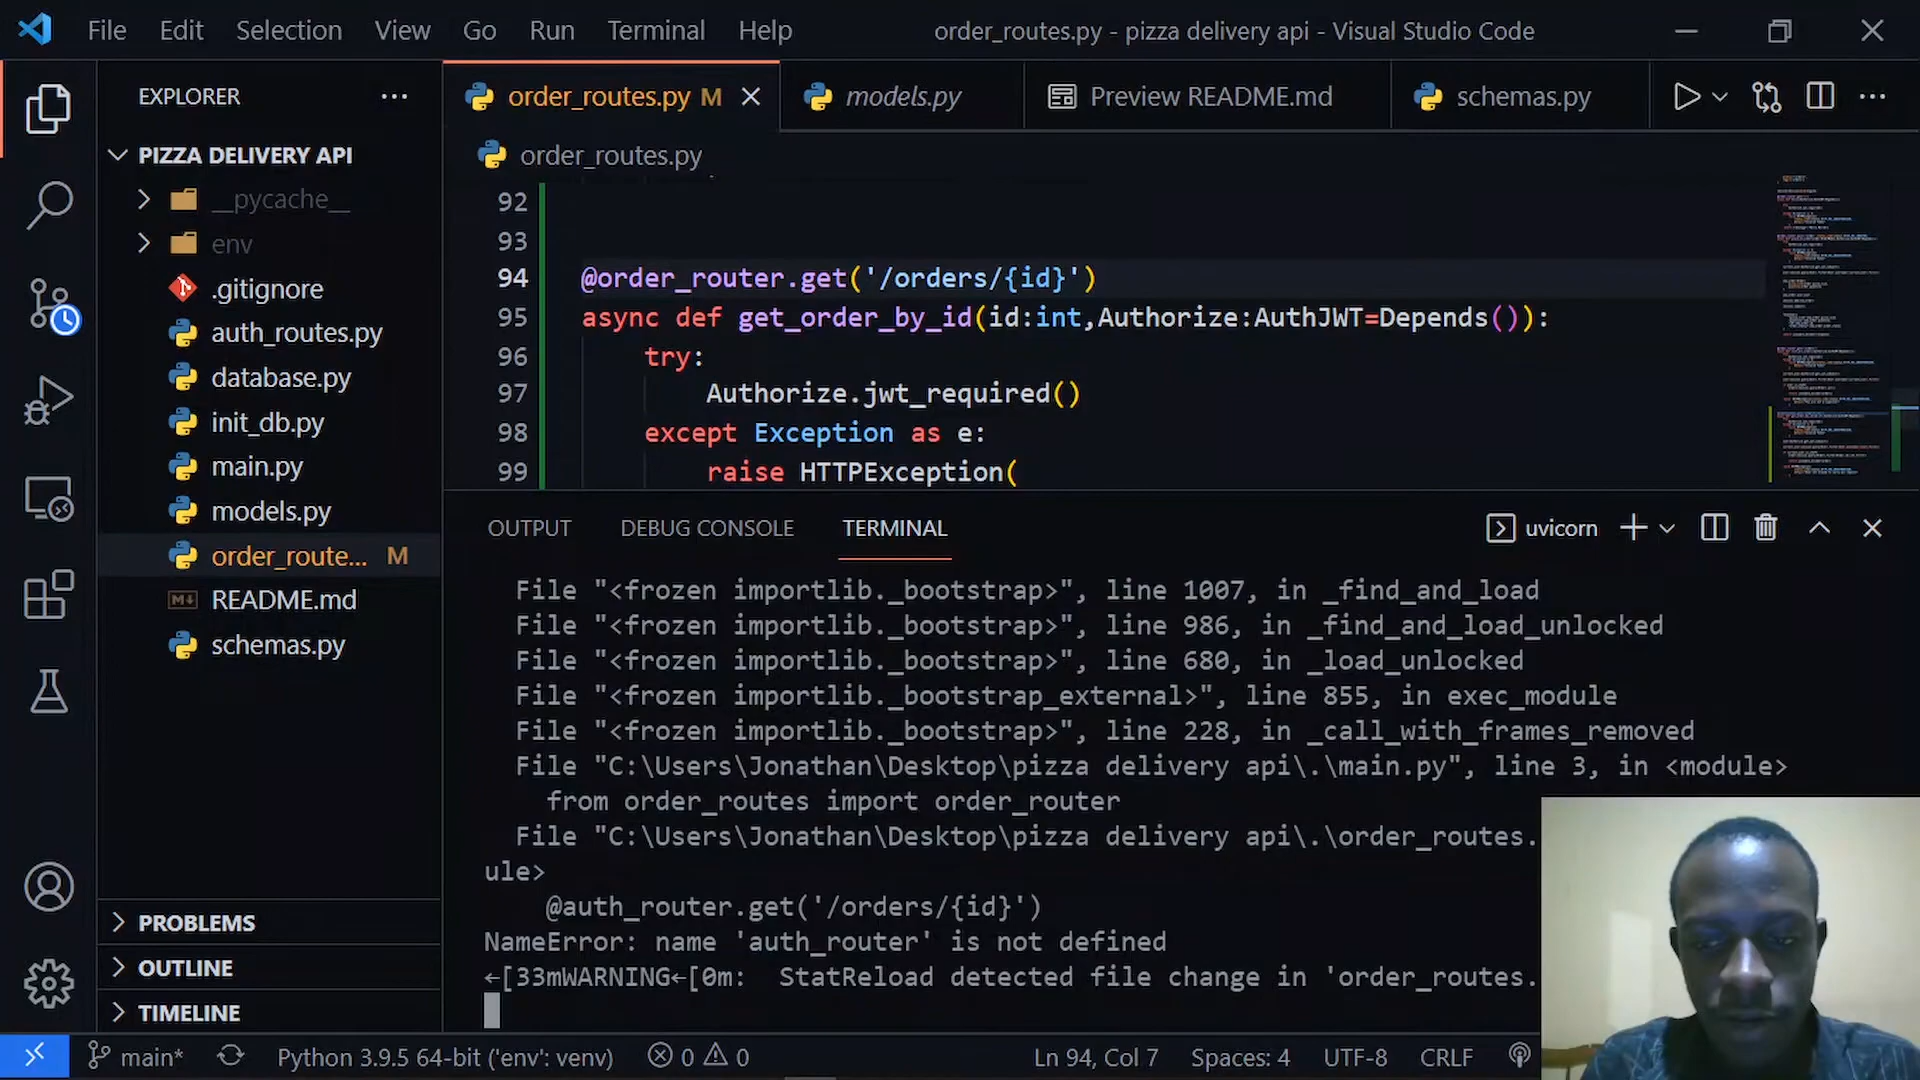 File Edit Selection View Go Run Terminal Help
order_routes.py - pizza delivery api - Visual Studio Code
EXPLORER
order_routes.py M
models.py
Preview README.md
schemas.py
PIZZA DELIVERY API
__pycache__
env
.gitignore
auth_routes.py
database.py
init_db.py
main.py
models.py
order_route... M
README.md
schemas.py
PROBLEMS
OUTLINE
TIMELINE
order_routes.py
92
93
94 @order_router.get('/orders/{id}')
95 async def get_order_by_id(id:int,Authorize:AuthJWT=Depends()):
96 try:
97 Authorize.jwt_required()
98 except Exception as e:
99 raise HTTPException(
OUTPUT DEBUG CONSOLE TERMINAL
uvicorn
File "<frozen importlib._bootstrap>", line 1007, in _find_and_load
File "<frozen importlib._bootstrap>", line 986, in _find_and_load_unlocked
File "<frozen importlib._bootstrap>", line 680, in _load_unlocked
File "<frozen importlib._bootstrap_external>", line 855, in exec_module
File "<frozen importlib._bootstrap>", line 228, in _call_with_frames_removed
File "C:\Users\Jonathan\Desktop\pizza delivery api\.\main.py", line 3, in <module>
from order_routes import order_router
File "C:\Users\Jonathan\Desktop\pizza delivery api\.\order_routes.
ule>
@auth_router.get('/orders/{id}')
NameError: name 'auth_router' is not defined
←[33mWARNING←[0m: StatReload detected file change in 'order_routes.
main* Python 3.9.5 64-bit ('env': venv) 0 0 Ln 94, Col 7 Spaces: 4 UTF-8 CRLF